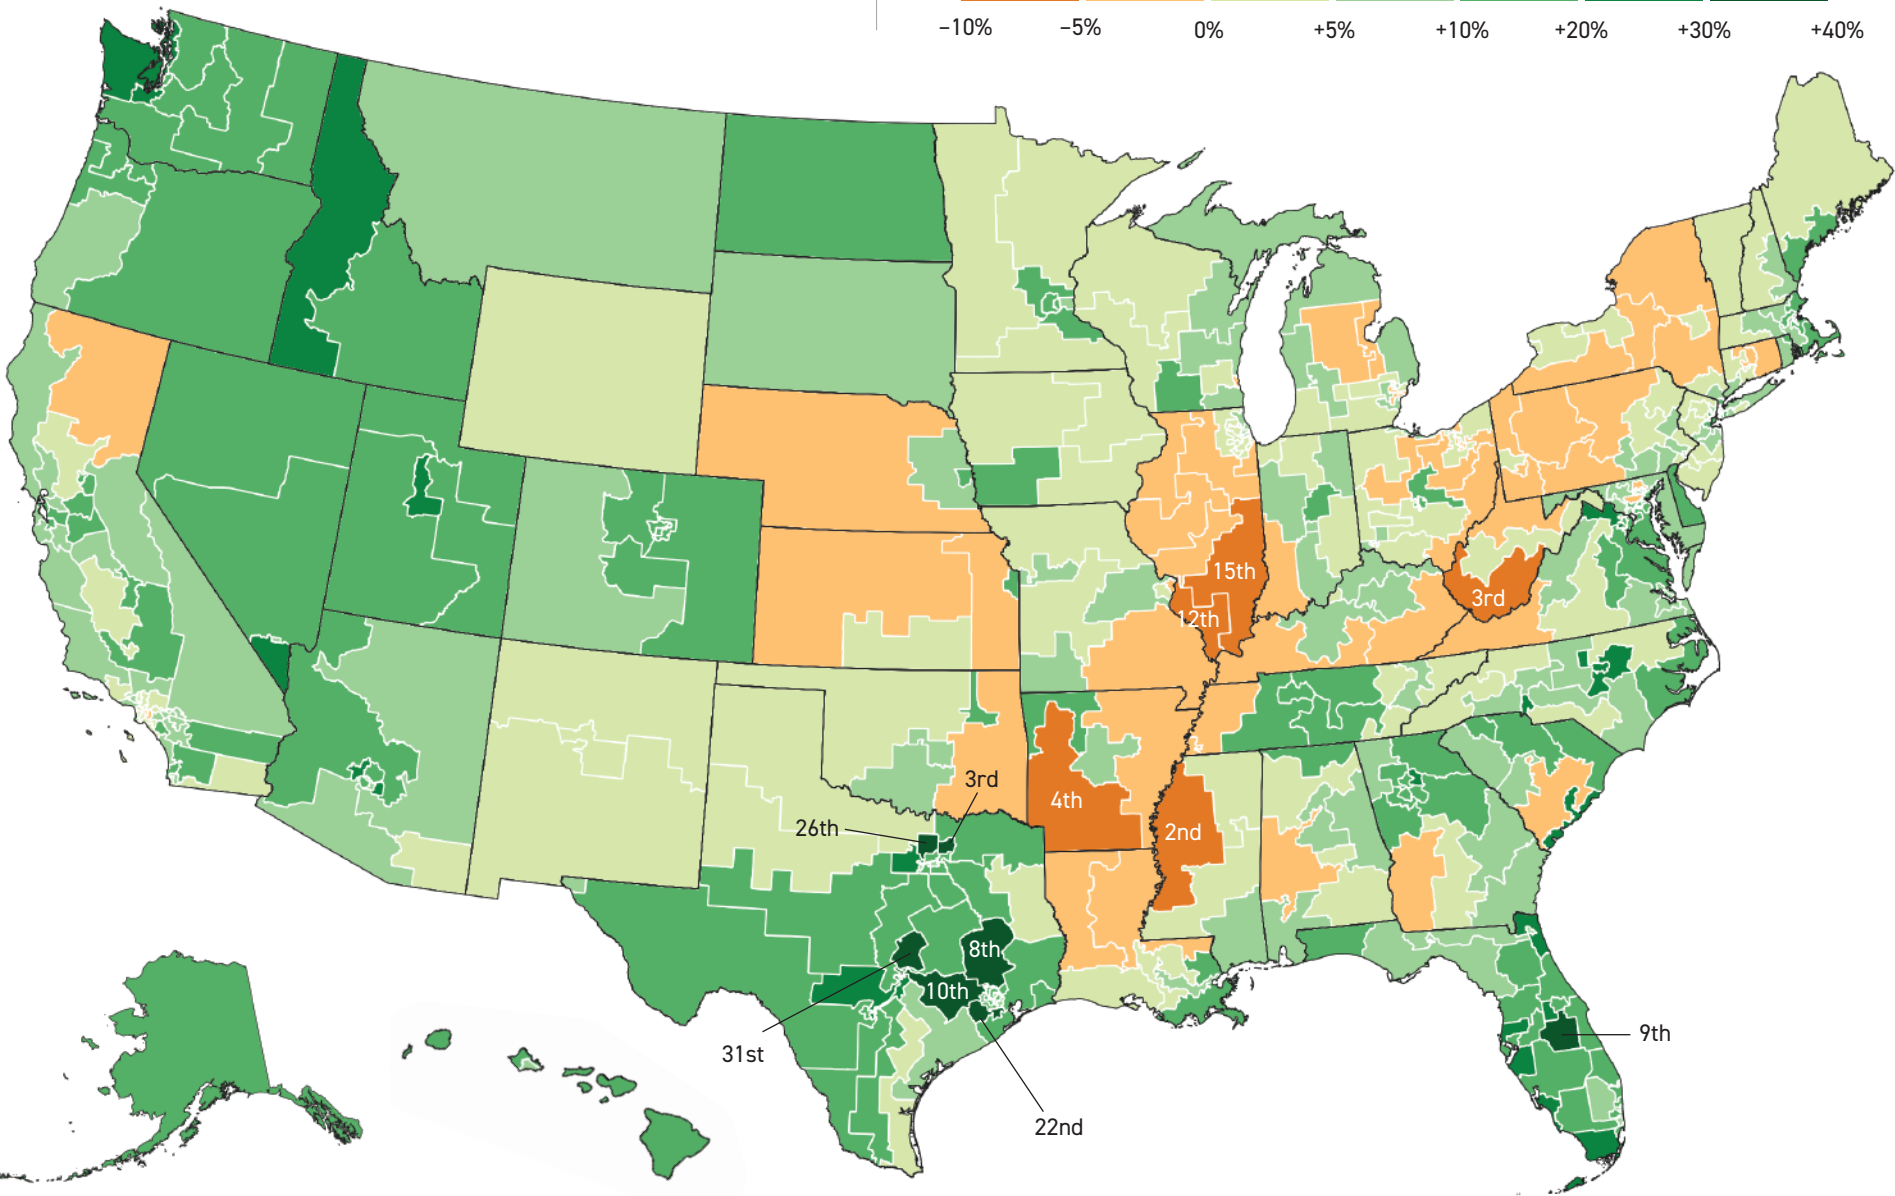 −10% −5% 0% +5% +10% +20% +30% +40%
15th
12th
3rd
3rd
26th
4th
2nd
8th
10th
31st
9th
22nd